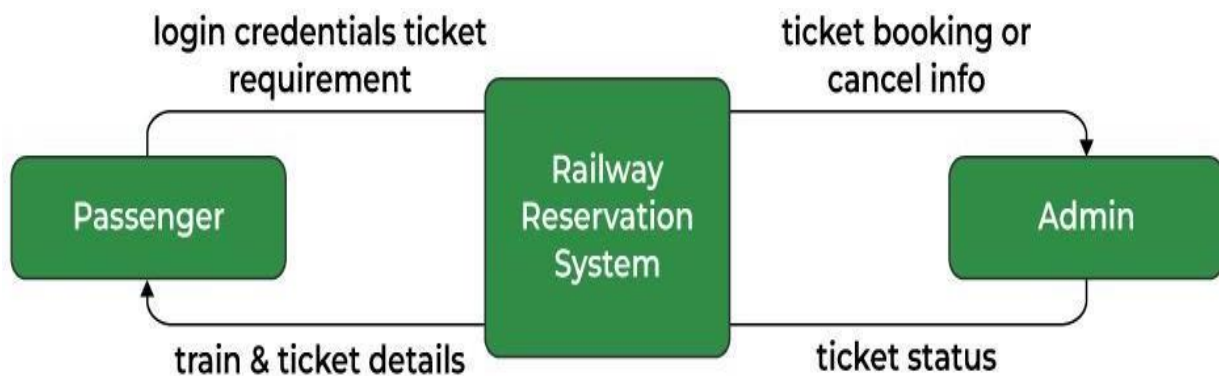 login credentials ticket
requirement
ticket booking or
cancel info
Passenger
Railway
Reservation
System
Admin
train & ticket details
ticket status